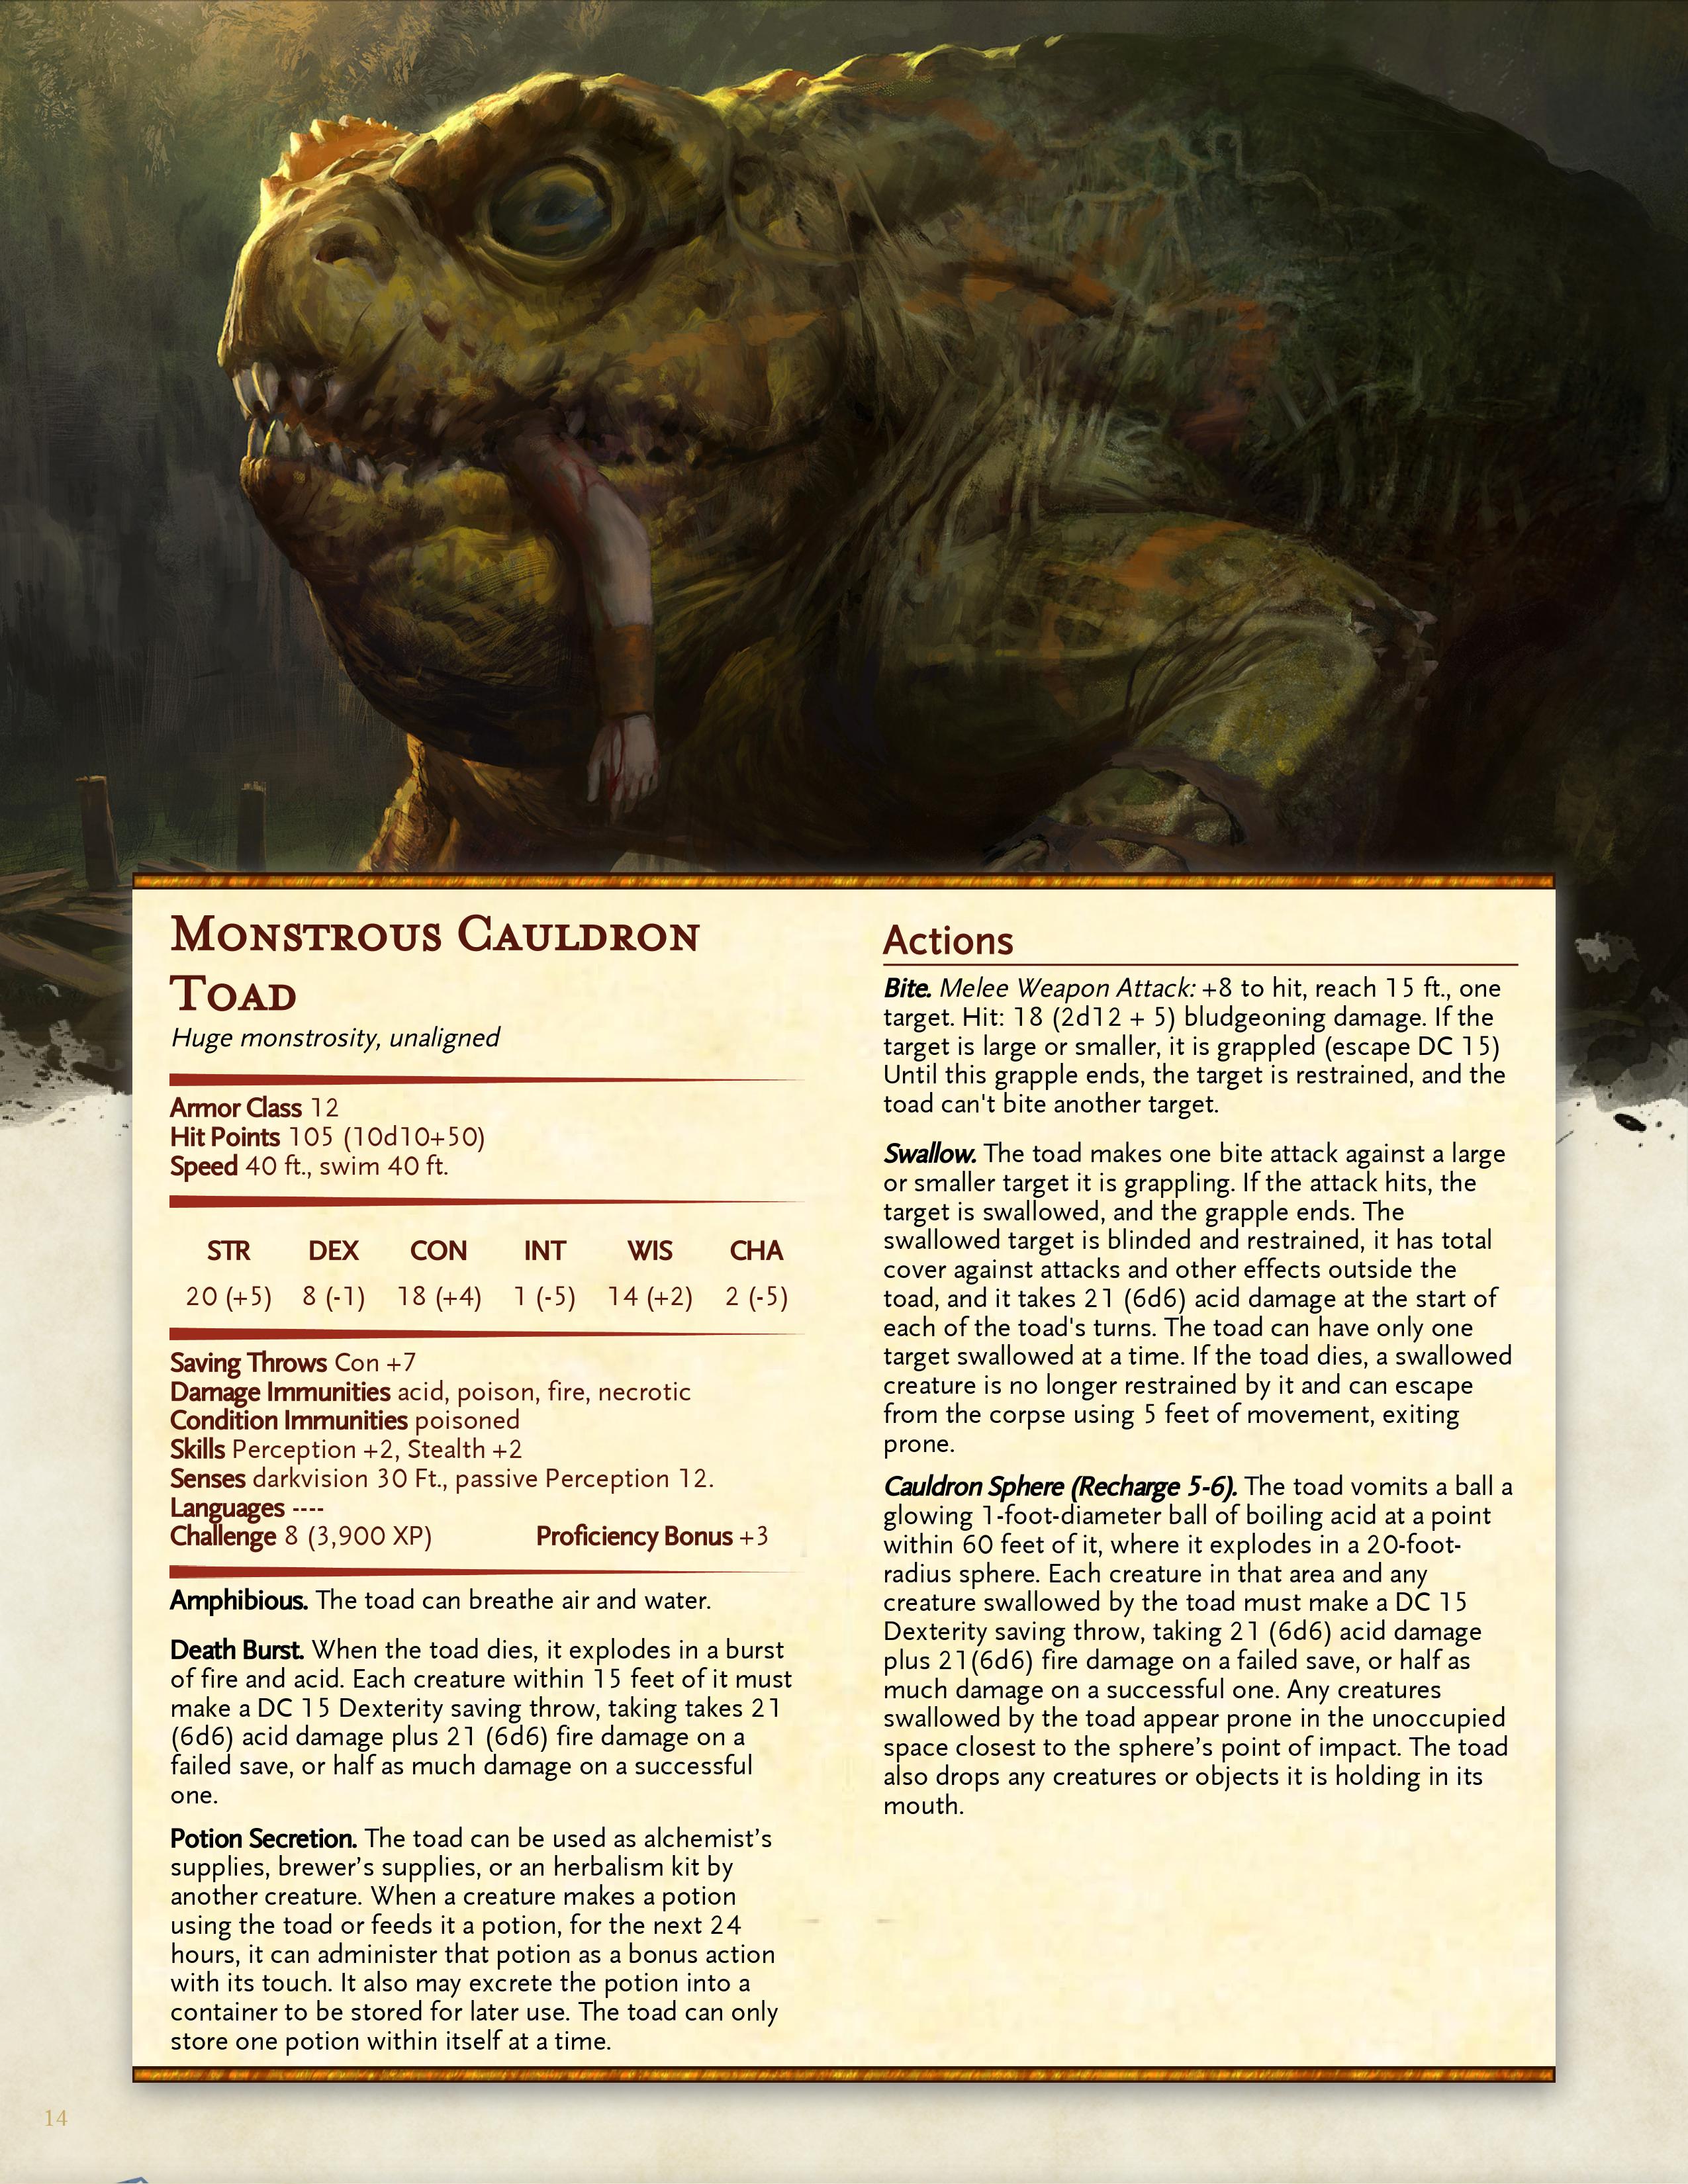 Monstrous Cauldron
Toad
Huge monstrosity, unaligned
Armor Class 12
Hit Points 105 (10d10+50)
Speed 40 ft., swim 40 ft.
STR DEX CON INT WIS CHA
20 (+5) 8 (-1) 18 (+4) 1 (-5) 14 (+2) 2 (-5)
Saving Throws Con +7
Damage Immunities acid, poison, fire, necrotic
Condition Immunities poisoned
Skills Perception +2, Stealth +2
Senses darkvision 30 Ft., passive Perception 12.
Languages ----
Challenge 8 (3,900 XP) Proficiency Bonus +3
Amphibious. The toad can breathe air and water.
Death Burst. When the toad dies, it explodes in a burst
of fire and acid. Each creature within 15 feet of it must
make a DC 15 Dexterity saving throw, taking takes 21
(6d6) acid damage plus 21 (6d6) fire damage on a
failed save, or half as much damage on a successful
one.
Potion Secretion. The toad can be used as alchemist’s
supplies, brewer’s supplies, or an herbalism kit by
another creature. When a creature makes a potion
using the toad or feeds it a potion, for the next 24
hours, it can administer that potion as a bonus action
with its touch. It also may excrete the potion into a
container to be stored for later use. The toad can only
store one potion within itself at a time.
Actions
Bite. Melee Weapon Attack: +8 to hit, reach 15 ft., one
target. Hit: 18 (2d12 + 5) bludgeoning damage. If the
target is large or smaller, it is grappled (escape DC 15)
Until this grapple ends, the target is restrained, and the
toad can't bite another target.
Swallow. The toad makes one bite attack against a large
or smaller target it is grappling. If the attack hits, the
target is swallowed, and the grapple ends. The
swallowed target is blinded and restrained, it has total
cover against attacks and other effects outside the
toad, and it takes 21 (6d6) acid damage at the start of
each of the toad's turns. The toad can have only one
target swallowed at a time. If the toad dies, a swallowed
creature is no longer restrained by it and can escape
from the corpse using 5 feet of movement, exiting
prone.
Cauldron Sphere (Recharge 5-6). The toad vomits a ball a
glowing 1-foot-diameter ball of boiling acid at a point
within 60 feet of it, where it explodes in a 20-foot-
radius sphere. Each creature in that area and any
creature swallowed by the toad must make a DC 15
Dexterity saving throw, taking 21 (6d6) acid damage
plus 21(6d6) fire damage on a failed save, or half as
much damage on a successful one. Any creatures
swallowed by the toad appear prone in the unoccupied
space closest to the sphere’s point of impact. The toad
also drops any creatures or objects it is holding in its
mouth.
14